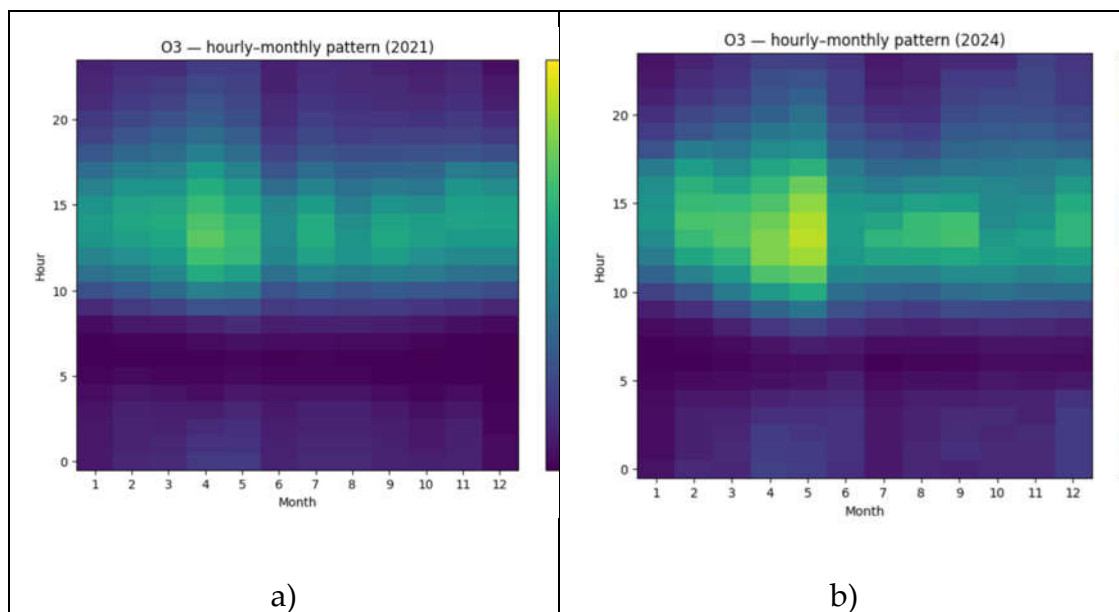 O3 — hourly–monthly pattern (2021)
20
15
10
5
0
Hour
1 2 3 4 5 6 7 8 9 10 11 12
Month
a)
O3 — hourly–monthly pattern (2024)
20
15
10
5
0
Hour
1 2 3 4 5 6 7 8 9 10 11 12
Month
b)